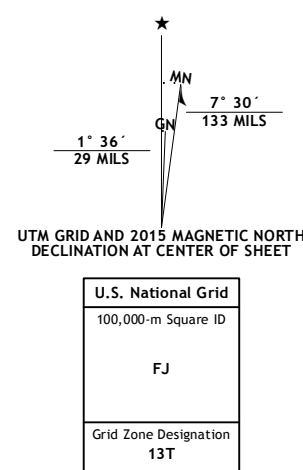 ★
MN
GN
7° 30´
133 MILS
1° 36´
29 MILS
UTM GRID AND 2015 MAGNETIC NORTH
DECLINATION AT CENTER OF SHEET
U.S. National Grid
100,000-m Square ID
FJ
Grid Zone Designation
13T